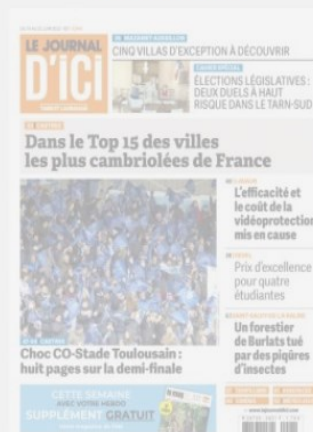 LE JOURNAL
D'ICI
CINQ VILLAS D'EXCEPTION À DÉCOUVRIR
ÉLECTIONS LÉGISLATIVES :
DEUX DUELS À HAUT
RISQUE DANS LE TARN-SUD
Dans le Top 15 des villes
les plus cambriolées de France
L'efficacité et
le coût de la
vidéoprotection
mis en cause
Prix d'excellence
pour quatre
étudiantes
Un forestier
de Burlats tué
par des piqûres
d'insectes
Choc CO-Stade Toulousain :
huit pages sur la demi-finale
CETTE SEMAINE
AVEC VOTRE HEBDO
SUPPLÉMENT GRATUIT